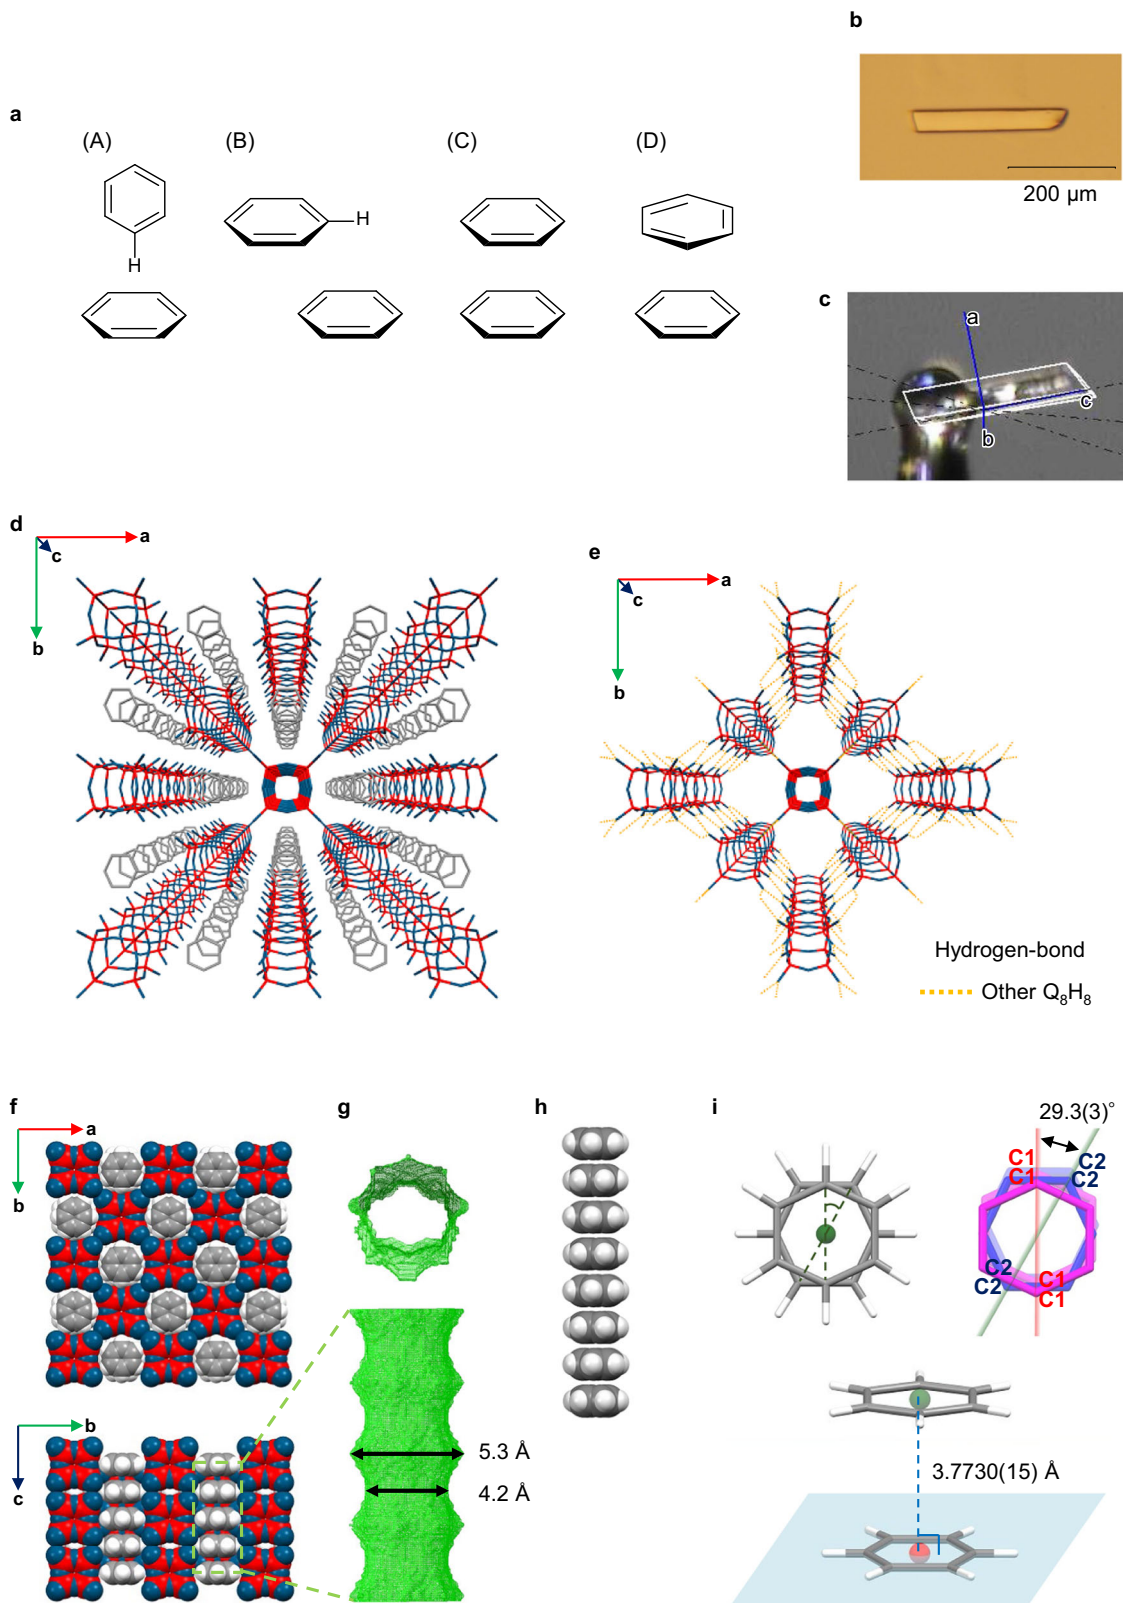 b
200 µm
a
(A)
(B)
(C)
(D)
H
H
c
a
c
b
d
a
c
b
e
a
c
b
Hydrogen-bond
Other Q₈H₈
f
a
b
b
c
g
5.3 Å
4.2 Å
h
i
29.3(3)°
C1
C1
C2
C2
C2
C2
C1
C1
3.7730(15) Å